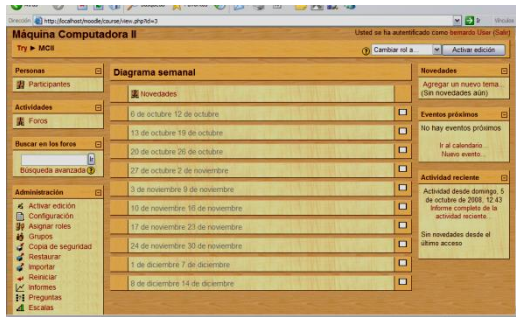 Dirección
http://localhost/moodle/course/view.php?id=3
Ir
Vínculos
Máquina Computadora II
Usted se ha autentificado como bernardo User (Salir)
Try ► MCII
Cambiar rol a...
Activar edición
Personas
Participantes
Actividades
Foros
Buscar en los foros
Ir
Búsqueda avanzada
Administración
Activar edición
Configuración
Asignar roles
Grupos
Copia de seguridad
Restaurar
Importar
Reiniciar
Informes
Preguntas
Escalas
Diagrama semanal
Novedades
6 de octubre 12 de octubre
13 de octubre 19 de octubre
20 de octubre 26 de octubre
27 de octubre 2 de noviembre
3 de noviembre 9 de noviembre
10 de noviembre 16 de noviembre
17 de noviembre 23 de noviembre
24 de noviembre 30 de noviembre
1 de diciembre 7 de diciembre
8 de diciembre 14 de diciembre
Novedades
Agregar un nuevo tema...
(Sin novedades aún)
Eventos próximos
No hay eventos próximos
Ir al calendario...
Nuevo evento...
Actividad reciente
Actividad desde domingo, 5
de octubre de 2008, 12:43
Informe completo de la
actividad reciente...
Sin novedades desde el
último acceso